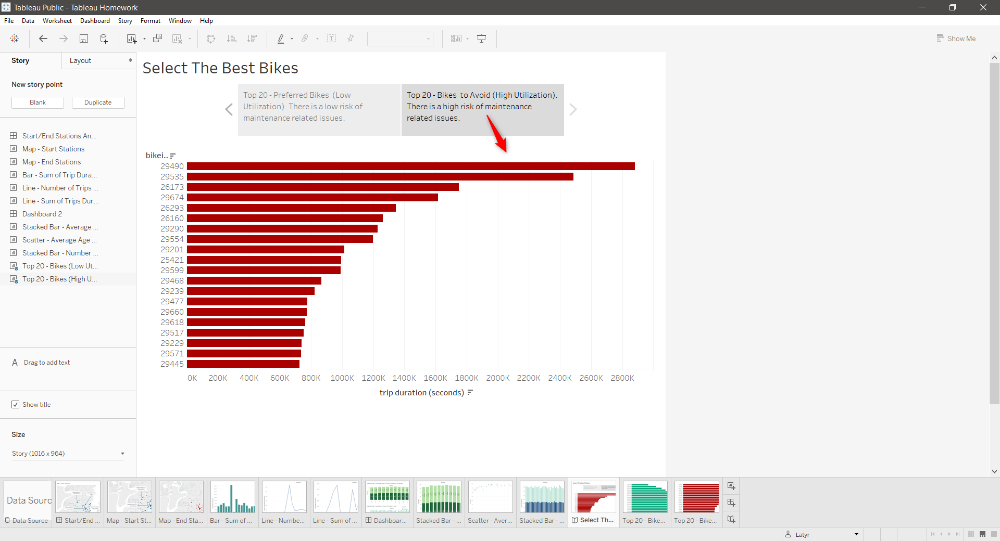 Tableau Public - Tableau Homework
File Data Worksheet Dashboard Story Format Window Help
Show Me
Story Layout
New story point
Blank Duplicate
Start/End Stations An...
Map - Start Stations
Map - End Stations
Bar - Sum of Trip Dura...
Line - Number of Trips ...
Line - Sum of Trips Dur...
Dashboard 2
Stacked Bar - Average ...
Scatter - Average Age ...
Stacked Bar - Number ...
Top 20 - Bikes (Low Ut...
Top 20 - Bikes (High U...
A Drag to add text
Show title
Size
Story (1016 x 964)
Select The Best Bikes
Top 20 - Preferred Bikes (Low
Utilization). There is a low risk of
maintenance related issues.
Top 20 - Bikes to Avoid (High Utilization).
There is a high risk of maintenance
related issues.
bikei..
29490
29535
26173
29674
26293
26160
29290
29554
29201
25421
29599
29468
29239
29477
29660
29618
29517
29229
29571
29445
0K 200K 400K 600K 800K 1000K 1200K 1400K 1600K 1800K 2000K 2200K 2400K 2600K 2800K
trip duration (seconds)
Data Sourc
Data Source Start/End ... Map - Start St... Map - End Sta... Bar - Sum of ... Line - Numbe... Line - Sum of ... Dashboar... Stacked Bar - ... Scatter - Aver... Stacked Bar - ... Select Th... Top 20 - Bike... Top 20 - Bike...
Latyr